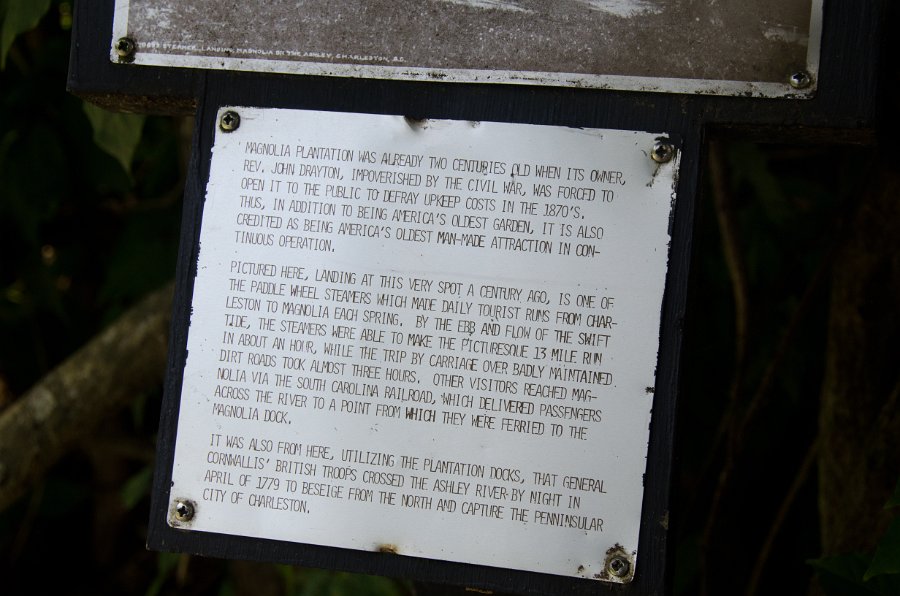 STEAMER LANDING, MAGNOLIA ON THE ASHLEY, CHARLESTON, S.C.
MAGNOLIA PLANTATION WAS ALREADY TWO CENTURIES OLD WHEN ITS OWNER,
REV. JOHN DRAYTON, IMPOVERISHED BY THE CIVIL WAR, WAS FORCED TO
OPEN IT TO THE PUBLIC TO DEFRAY UPKEEP COSTS IN THE 1870'S.
THUS, IN ADDITION TO BEING AMERICA'S OLDEST GARDEN, IT IS ALSO
CREDITED AS BEING AMERICA'S OLDEST MAN-MADE ATTRACTION IN CON-
TINUOUS OPERATION.
PICTURED HERE, LANDING AT THIS VERY SPOT A CENTURY AGO, IS ONE OF
THE PADDLE WHEEL STEAMERS WHICH MADE DAILY TOURIST RUNS FROM CHAR-
LESTON TO MAGNOLIA EACH SPRING. BY THE EBB AND FLOW OF THE SWIFT
TIDE, THE STEAMERS WERE ABLE TO MAKE THE PICTURESQUE 13 MILE RUN
IN ABOUT AN HOUR, WHILE THE TRIP BY CARRIAGE OVER BADLY MAINTAINED
DIRT ROADS TOOK ALMOST THREE HOURS. OTHER VISITORS REACHED MAG-
NOLIA VIA THE SOUTH CAROLINA RAILROAD, WHICH DELIVERED PASSENGERS
ACROSS THE RIVER TO A POINT FROM WHICH THEY WERE FERRIED TO THE
MAGNOLIA DOCK.
IT WAS ALSO FROM HERE, UTILIZING THE PLANTATION DOCKS, THAT GENERAL
CORNWALLIS' BRITISH TROOPS CROSSED THE ASHLEY RIVER BY NIGHT IN
APRIL OF 1779 TO BESEIGE FROM THE NORTH AND CAPTURE THE PENNINSULAR
CITY OF CHARLESTON.